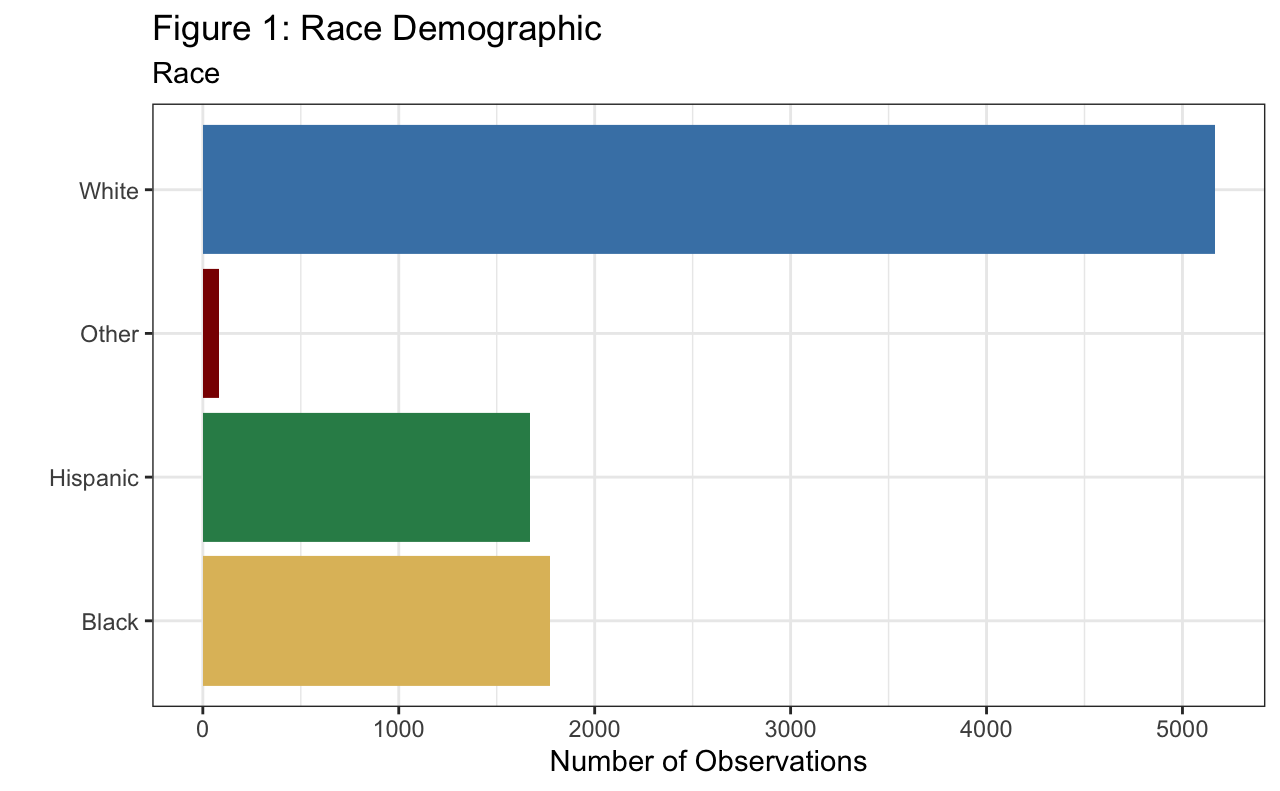 Figure 1: Race Demographic
Race
White
Other
Hispanic
Black
0 1000 2000 3000 4000 5000
Number of Observations